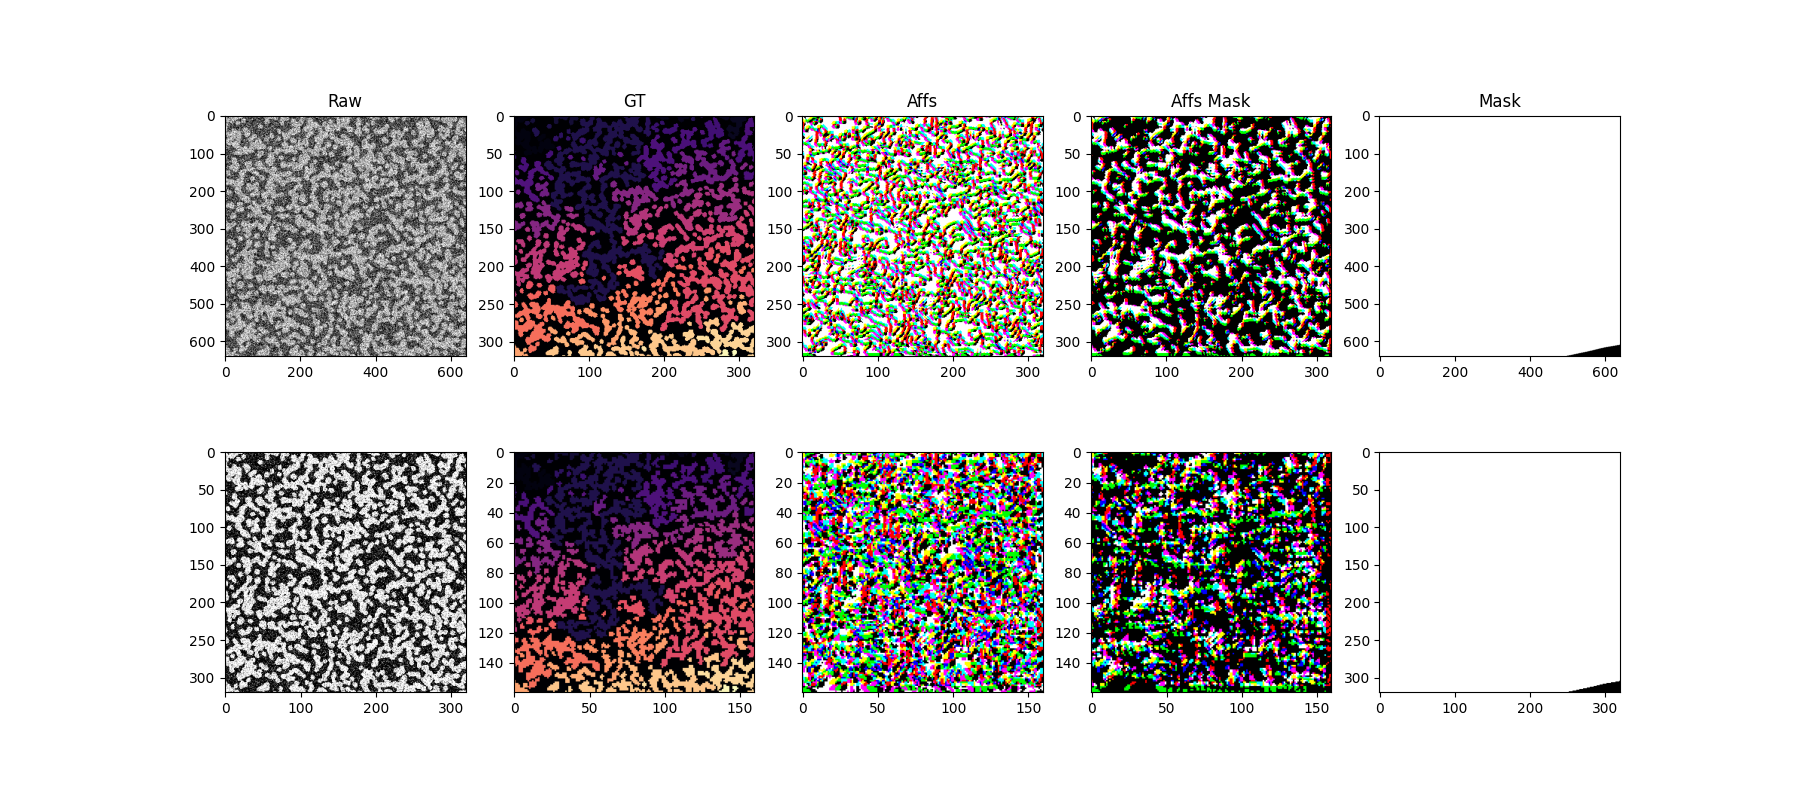 Raw GT Affs Affs Mask Mask
0 0 0 0 0
100 50 50 50 100
200 100 100 100 200
300 150 150 150 300
400 200 200 200 400
500 250 250 250 500
600 300 300 300 600
0 200 400 600 0 100 200 300 0 100 200 300 0 100 200 300 0 200 400 600
0 0 0 0 0
50 20 20 20 50
100 40 40 40 100
150 60 60 60 150
200 80 80 80 200
250 100 100 100 250
300 120 120 120 300
140 140 140
0 100 200 300 0 50 100 150 0 50 100 150 0 50 100 150 0 100 200 300